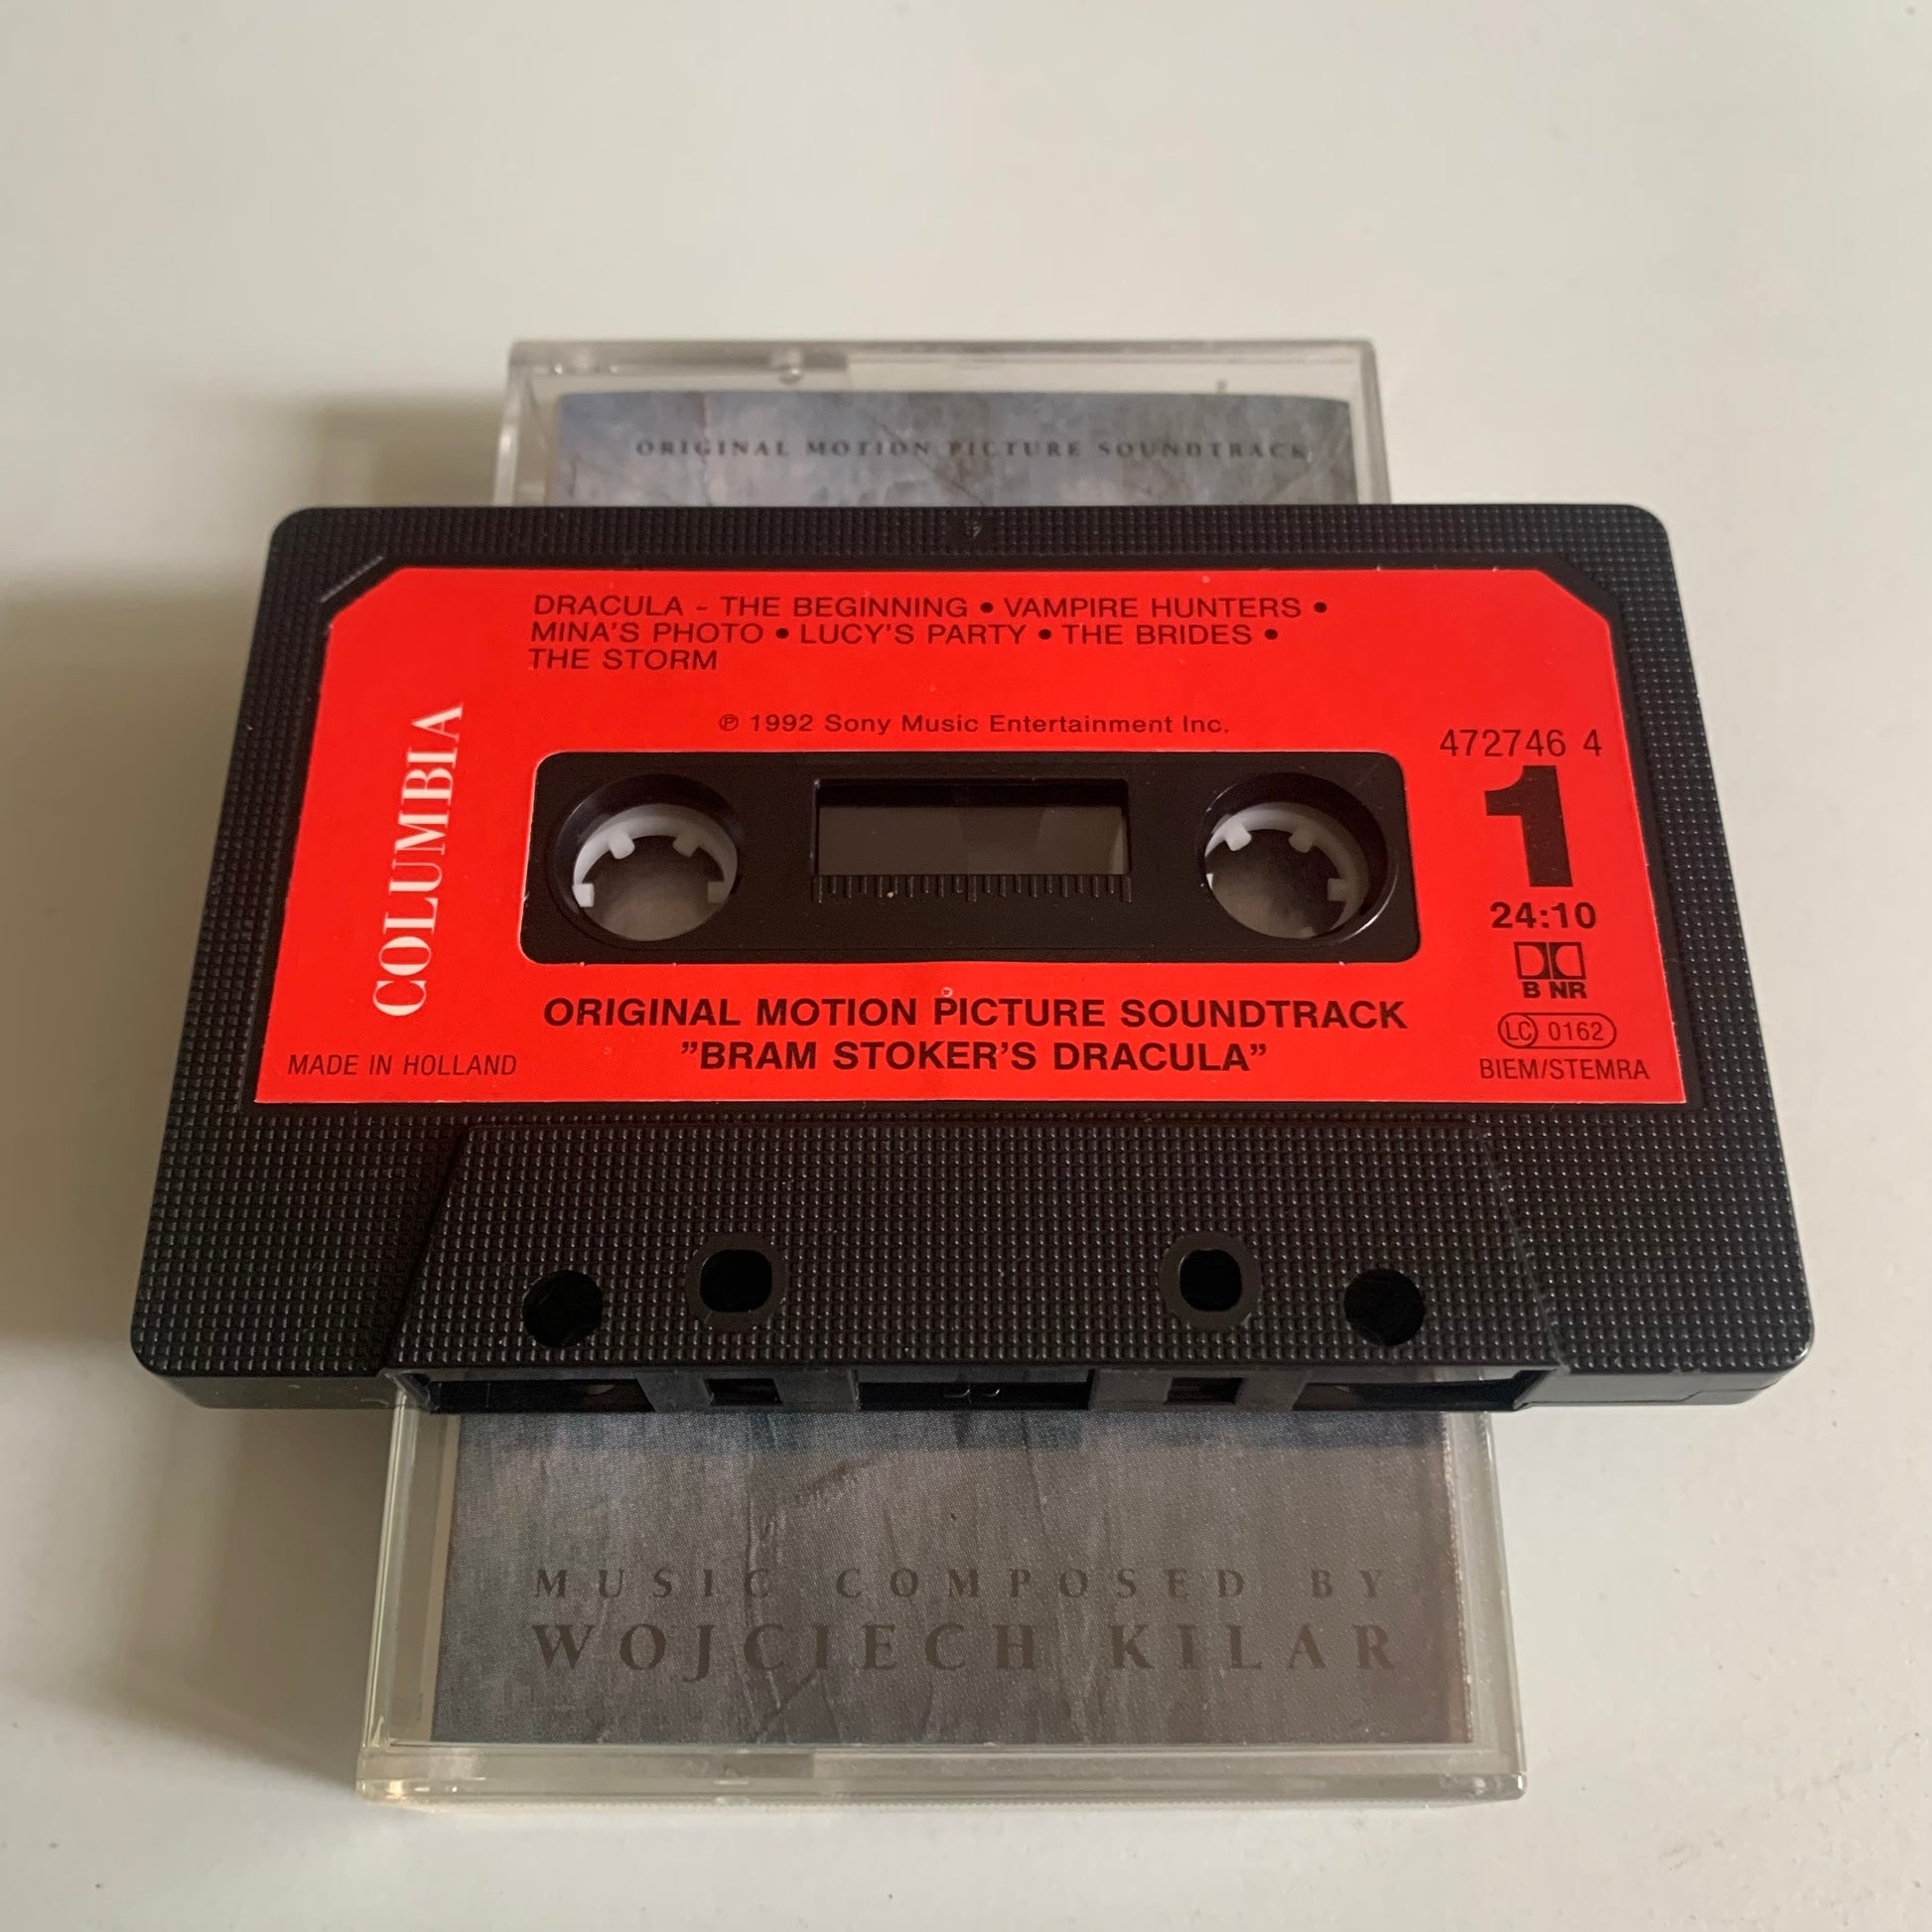 ORIGINAL MOTION PICTURE SOUNDTRACK
DRACULA - THE BEGINNING • VAMPIRE HUNTERS •
MINA'S PHOTO • LUCY'S PARTY • THE BRIDES •
THE STORM
℗ 1992 Sony Music Entertainment Inc.
COLUMBIA
472746 4
1
24:10
B NR
LC 0162
BIEM/STEMRA
ORIGINAL MOTION PICTURE SOUNDTRACK
"BRAM STOKER'S DRACULA"
MADE IN HOLLAND
MUSIC COMPOSED BY
WOJCIECH KILAR